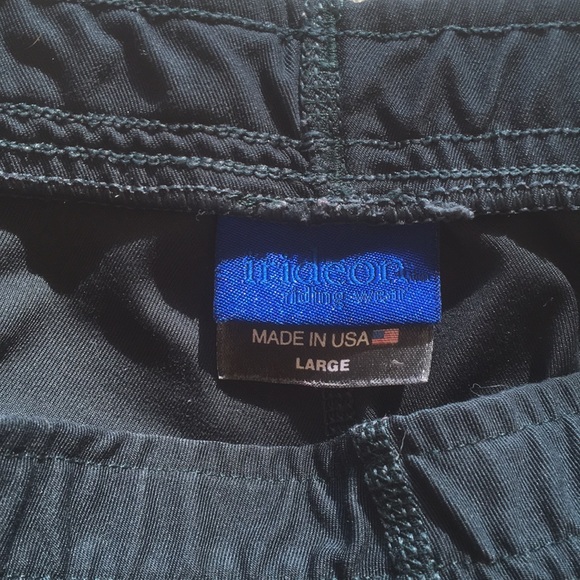 irideon
riding wear
MADE IN USA
LARGE